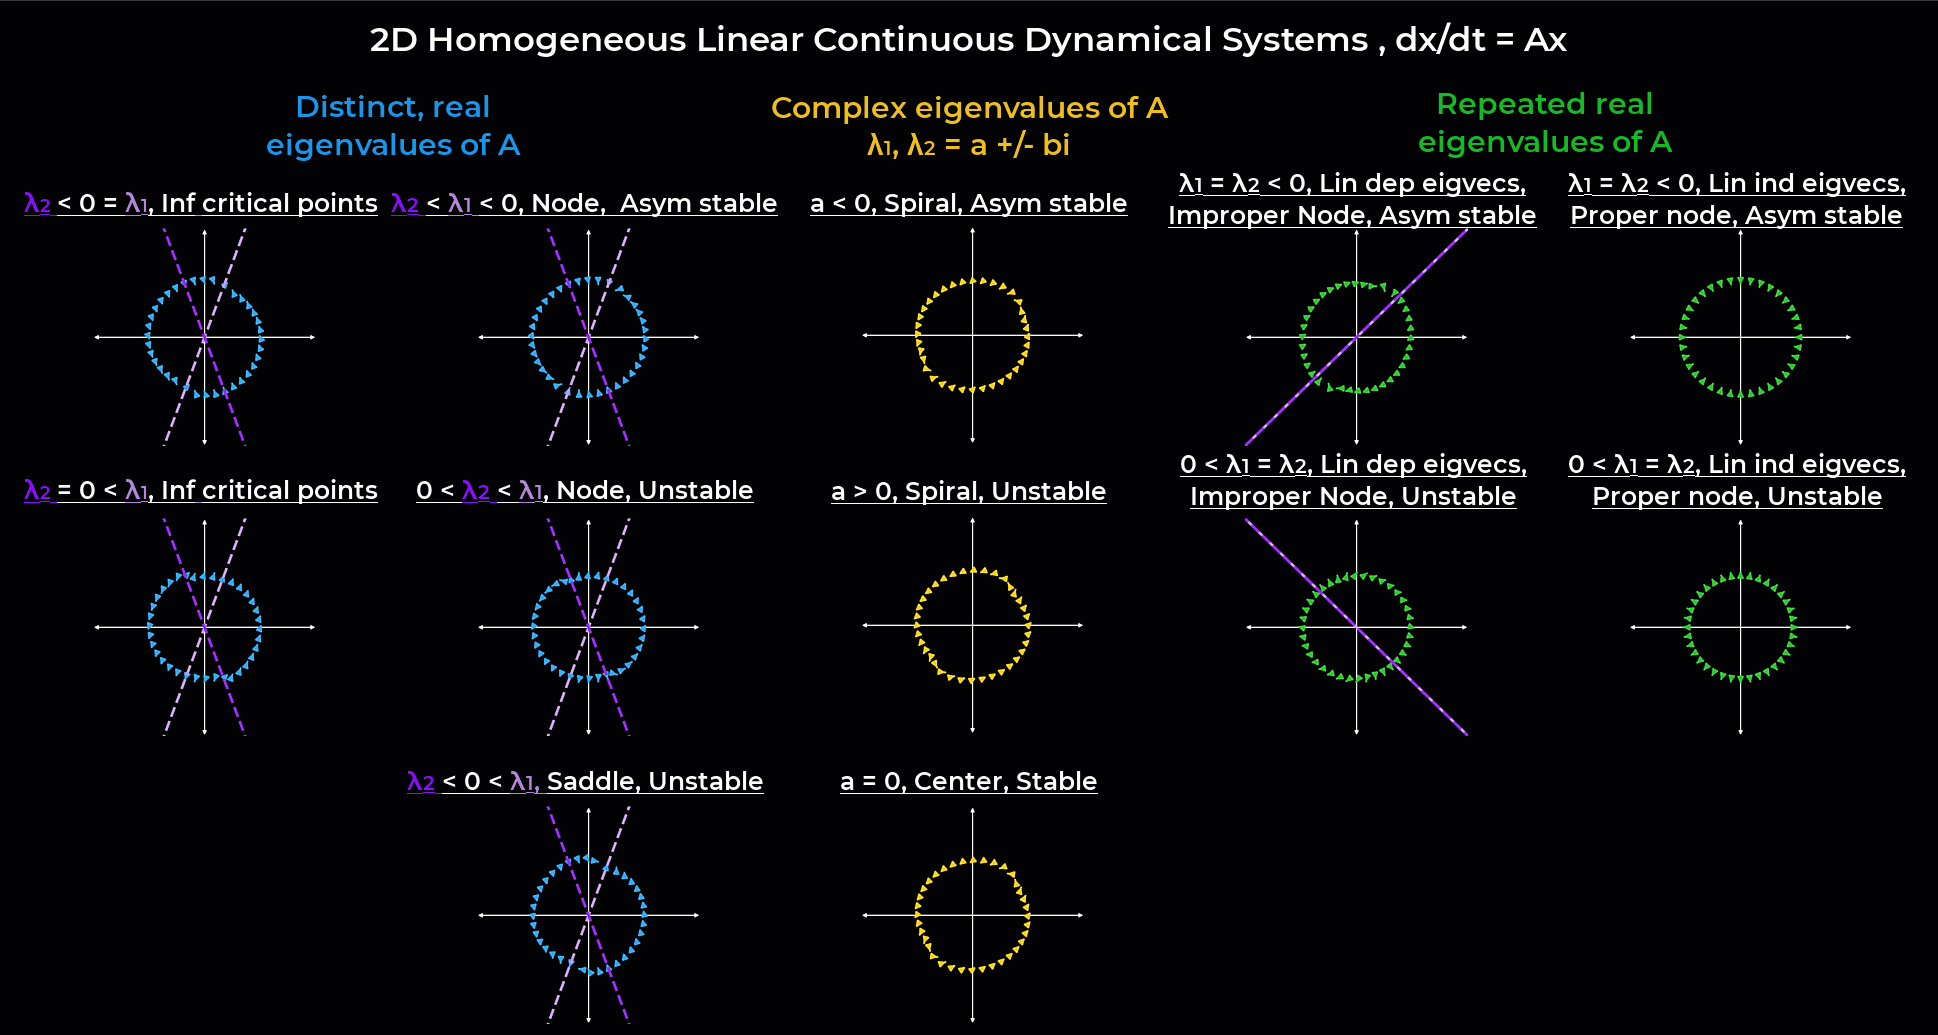 2D Homogeneous Linear Continuous Dynamical Systems , dx/dt = Ax
Distinct, real
eigenvalues of A
Complex eigenvalues of A
λ₁, λ₂ = a +/- bi
Repeated real
eigenvalues of A
λ₂ < 0 = λ₁, Inf critical points
λ₂ < λ₁ < 0, Node,  Asym stable
a < 0, Spiral, Asym stable
λ₁ = λ₂ < 0, Lin dep eigvecs,
Improper Node, Asym stable
λ₁ = λ₂ < 0, Lin ind eigvecs,
Proper node, Asym stable
λ₂ = 0 < λ₁, Inf critical points
0 < λ₂ < λ₁, Node, Unstable
a > 0, Spiral, Unstable
0 < λ₁ = λ₂, Lin dep eigvecs,
Improper Node, Unstable
0 < λ₁ = λ₂, Lin ind eigvecs,
Proper node, Unstable
λ₂ < 0 < λ₁, Saddle, Unstable
a = 0, Center, Stable